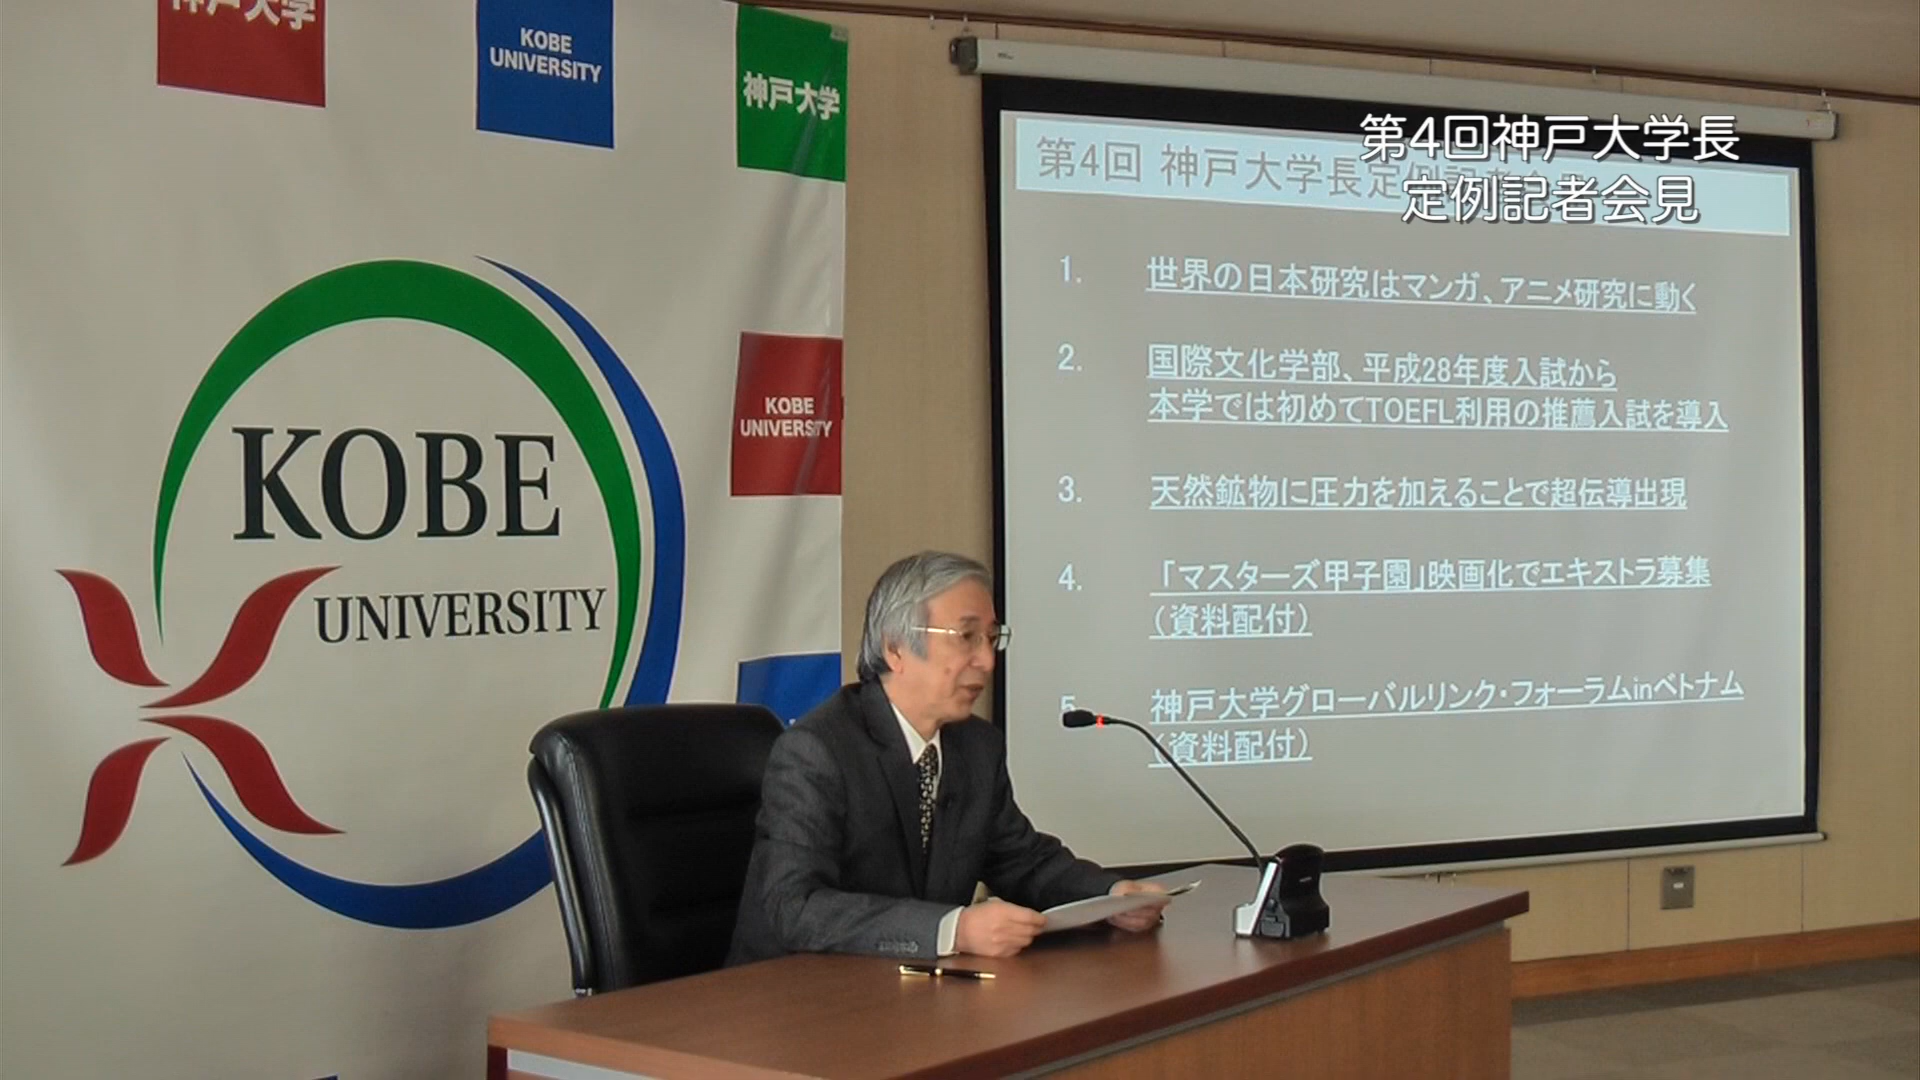 神戸大学
KOBE
UNIVERSITY
神戸大学
KOBE
UNIVERSITY
KOBE
UNIVERSITY
第4回神戸大学長
定例記者会見
第4回 神戸大学長定例
1. 世界の日本研究はマンガ、アニメ研究に動く
2. 国際文化学部、平成28年度入試から
本学では初めてTOEFL利用の推薦入試を導入
3. 天然鉱物に圧力を加えることで超伝導出現
4. 「マスターズ甲子園」映画化でエキストラ募集
（資料配付）
5. 神戸大学グローバルリンク・フォーラムinベトナム
（資料配付）